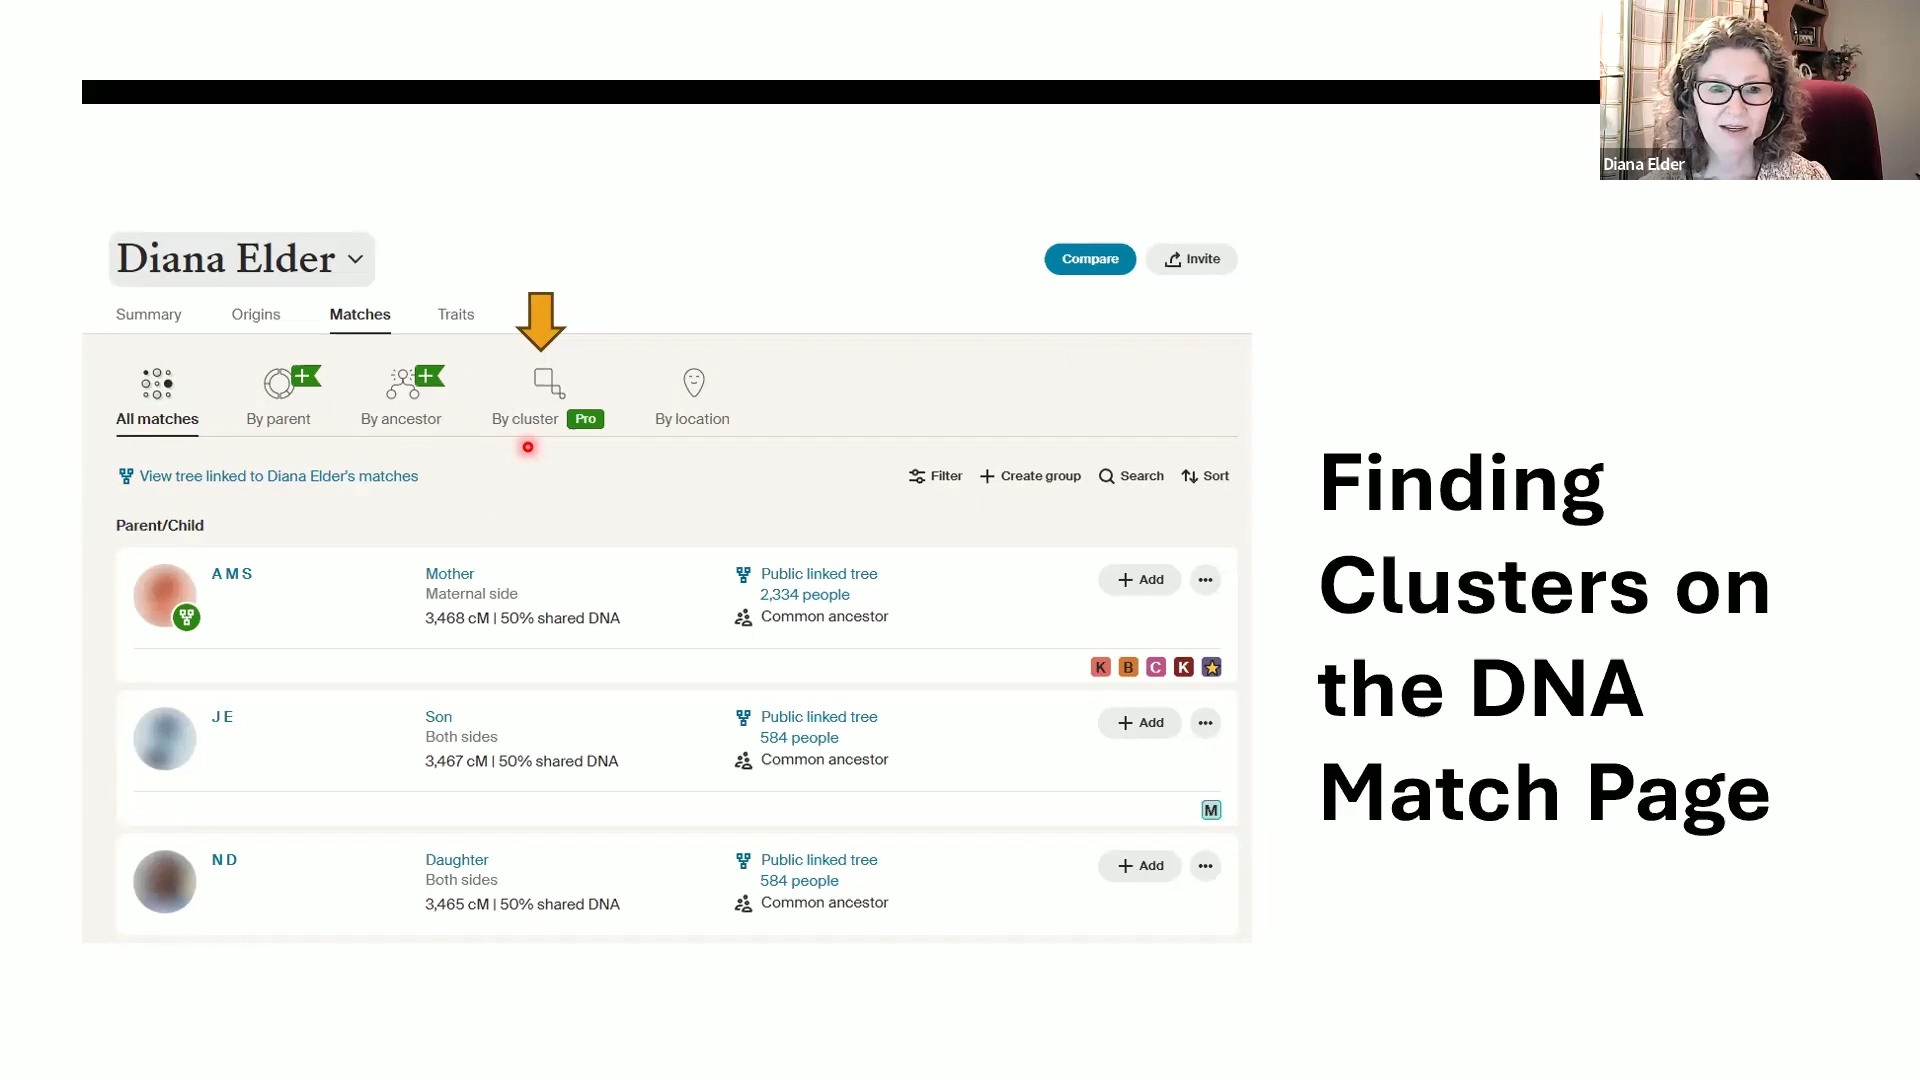 Diana Elder
Diana Elder
Compare
Invite
Summary
Origins
Matches
Traits
All matches
By parent
By ancestor
By cluster
Pro
By location
View tree linked to Diana Elder's matches
Filter
Create group
Search
Sort
Parent/Child
A M S
Mother
Maternal side
3,468 cM | 50% shared DNA
Public linked tree
2,334 people
Common ancestor
+ Add
K B C K
J E
Son
Both sides
3,467 cM | 50% shared DNA
Public linked tree
584 people
Common ancestor
+ Add
M
N D
Daughter
Both sides
3,465 cM | 50% shared DNA
Public linked tree
584 people
Common ancestor
+ Add
Finding
Clusters on
the DNA
Match Page